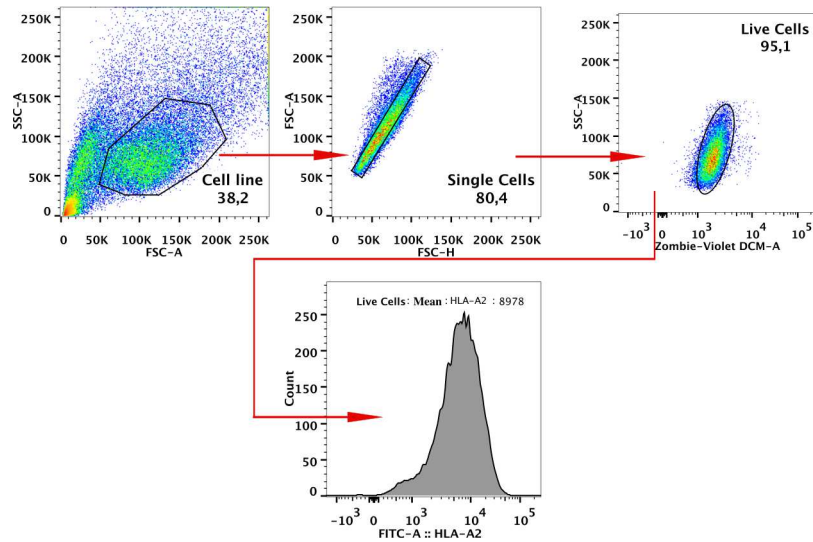 250K
200K
150K
100K
50K
0
SSC-A
Cell line
38,2
0 50K 100K 150K 200K 250K
FSC-A
250K
200K
150K
100K
50K
0
FSC-A
Single Cells
80,4
0 50K 100K 150K 200K 250K
FSC-H
250K
200K
150K
100K
50K
0
SSC-A
Live Cells
95,1
-10³ 10³ 10⁴ 10⁵
Zombie-Violet DCM-A
Live Cells: Mean : HLA-A2 : 8978
250
200
150
100
50
0
Count
-10³ 0 10³ 10⁴ 10⁵
FITC-A :: HLA-A2